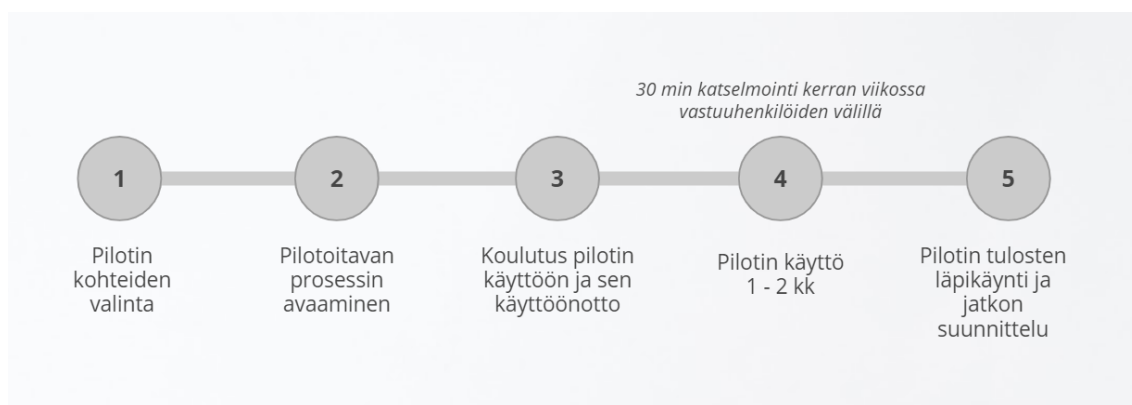 30 min katselmointi kerran viikossa
vastuuhenkilöiden välillä
1
2
3
4
5
Pilotin
kohteiden
valinta
Pilotoitavan
prosessin
avaaminen
Koulutus pilotin
käyttöön ja sen
käyttöönotto
Pilotin käyttö
1 - 2 kk
Pilotin tulosten
läpikäynti ja
jatkon
suunnittelu